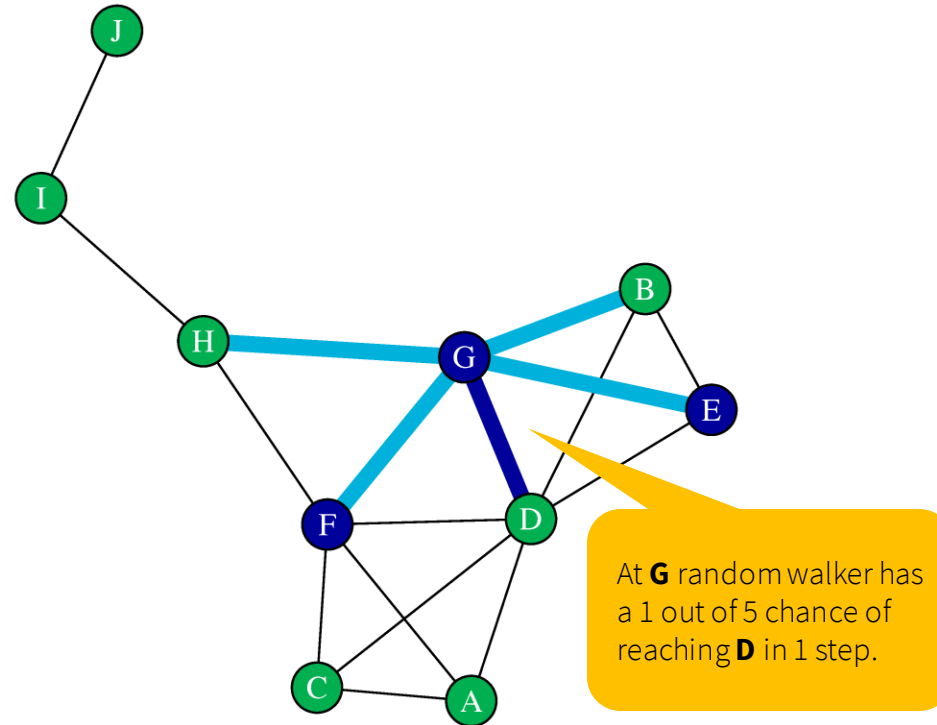 J
I
B
H
G
E
F
D
At G random walker has
a 1 out of 5 chance of
reaching D in 1 step.
C
A